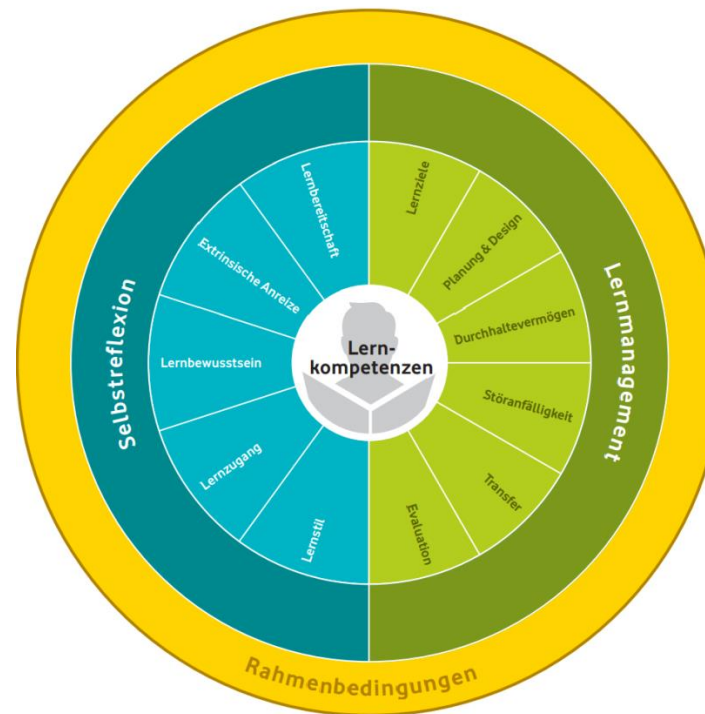 Lern-
kompetenzen
Selbstreflexion
Lernbereitschaft
Extrinsische Anreize
Lernbewusstsein
Lernzugang
Lernstil
Lernmanagement
Lernziele
Planung & Design
Durchhaltevermögen
Störanfälligkeit
Transfer
Evaluation
Rahmenbedingungen